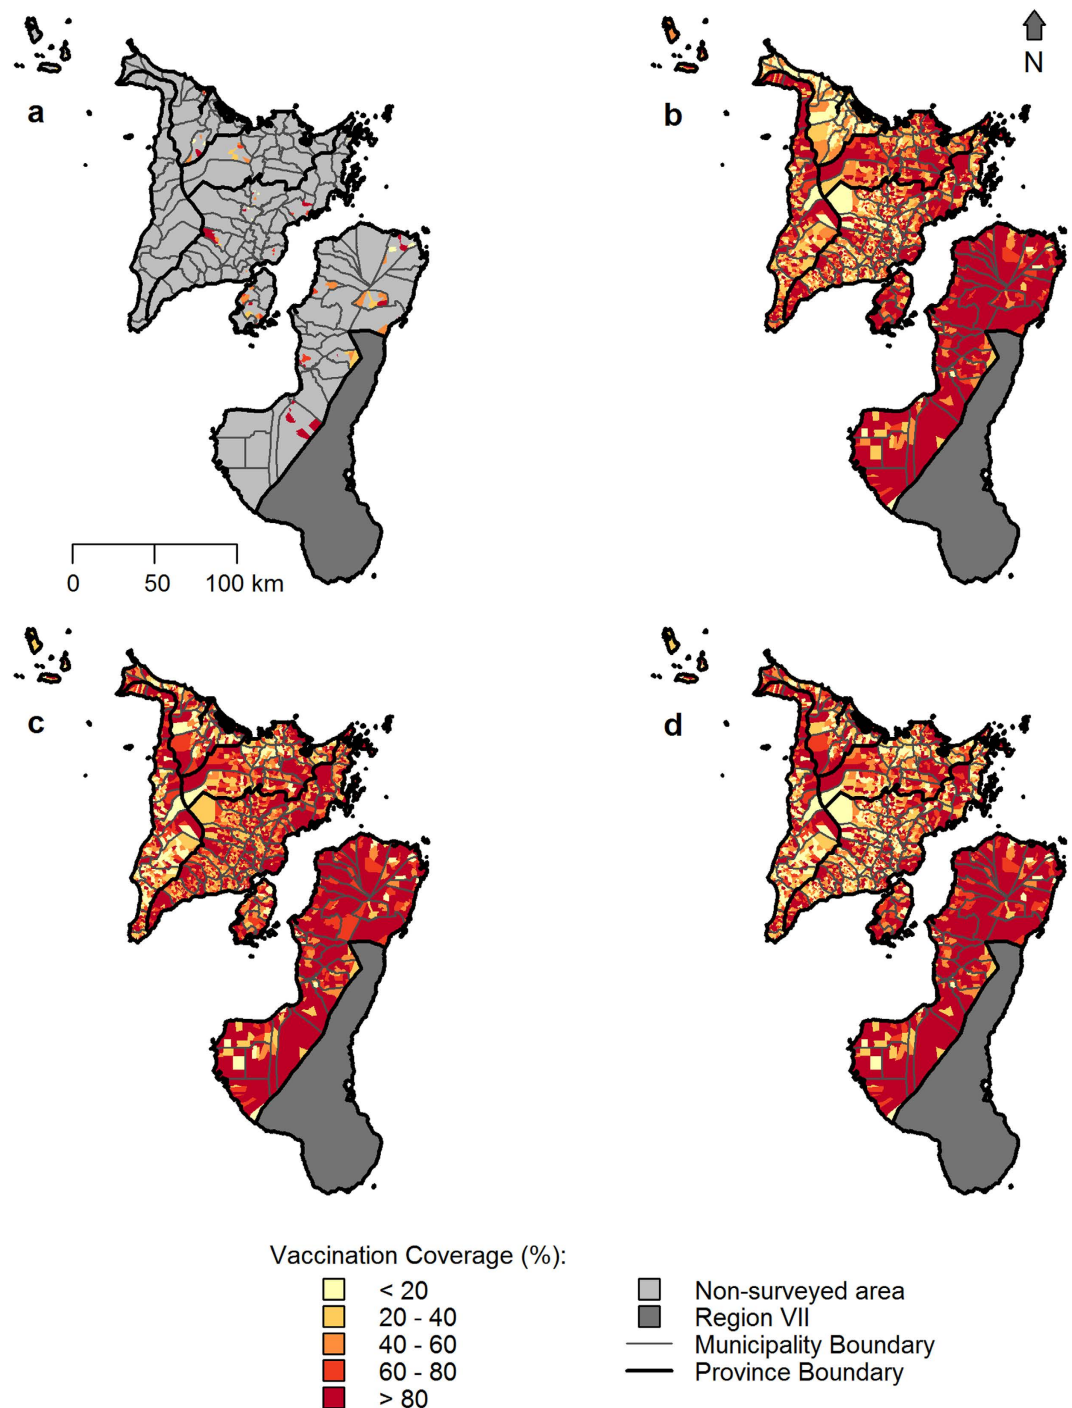 N
a
b
0 50 100 km
c
d
Vaccination Coverage (%):
< 20
20 - 40
40 - 60
60 - 80
> 80
Non-surveyed area
Region VII
Municipality Boundary
Province Boundary